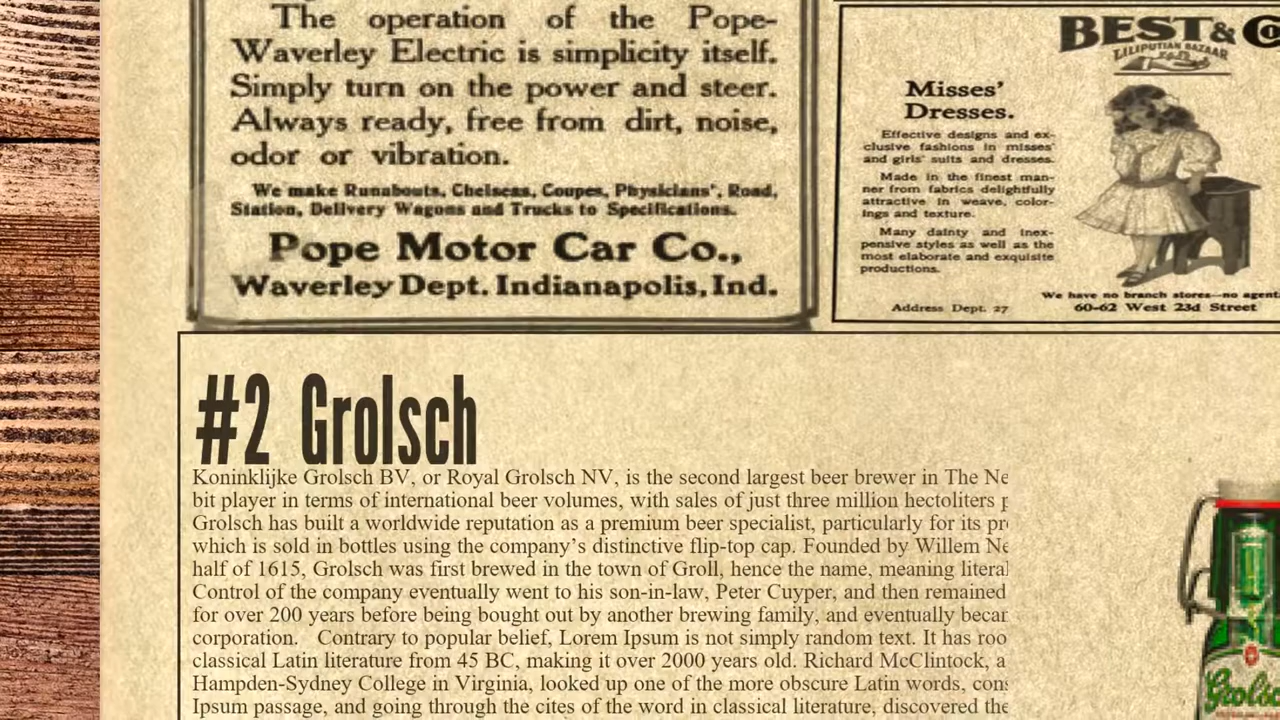 The operation of the Pope-
Waverley Electric is simplicity itself.
Simply turn on the power and steer.
Always ready, free from dirt, noise,
odor or vibration.
We make Runabouts, Chelseas, Coupes, Physicians', Road,
Station, Delivery Wagons and Trucks to Specifications.
Pope Motor Car Co.,
Waverley Dept. Indianapolis, Ind.
BEST & Co
LILIPUTIAN BAZAAR
Misses'
Dresses.
Effective designs and ex-
clusive fashions in misses'
and girls' suits and dresses.
Made in the finest man-
ner from fabrics delightfully
attractive in weave, color-
ings and texture.
Many dainty and inex-
pensive styles as well as the
most elaborate and exquisite
productions.
Address Dept. 27
We have no branch stores—no agent
60-62 West 23d Street
#2 Grolsch
Koninklijke Grolsch BV, or Royal Grolsch NV, is the second largest beer brewer in The Ne
bit player in terms of international beer volumes, with sales of just three million hectoliters p
Grolsch has built a worldwide reputation as a premium beer specialist, particularly for its pr
which is sold in bottles using the company's distinctive flip-top cap. Founded by Willem Ne
half of 1615, Grolsch was first brewed in the town of Groll, hence the name, meaning litera
Control of the company eventually went to his son-in-law, Peter Cuyper, and then remained
for over 200 years before being bought out by another brewing family, and eventually becam
corporation.   Contrary to popular belief, Lorem Ipsum is not simply random text. It has roo
classical Latin literature from 45 BC, making it over 2000 years old. Richard McClintock, a
Hampden-Sydney College in Virginia, looked up one of the more obscure Latin words, cons
Ipsum passage, and going through the cites of the word in classical literature, discovered the
Grolsc